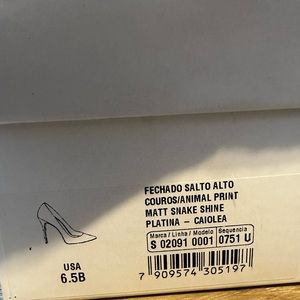 FECHADO SALTO ALTO
COUROS/ANIMAL PRINT
MATT SNAKE SHINE
PLATINA - CAIOLEA
Marca / Linha / Modelo Sequencia
S 02091 0001 0751 U
7 909574 305197
USA
6.5B